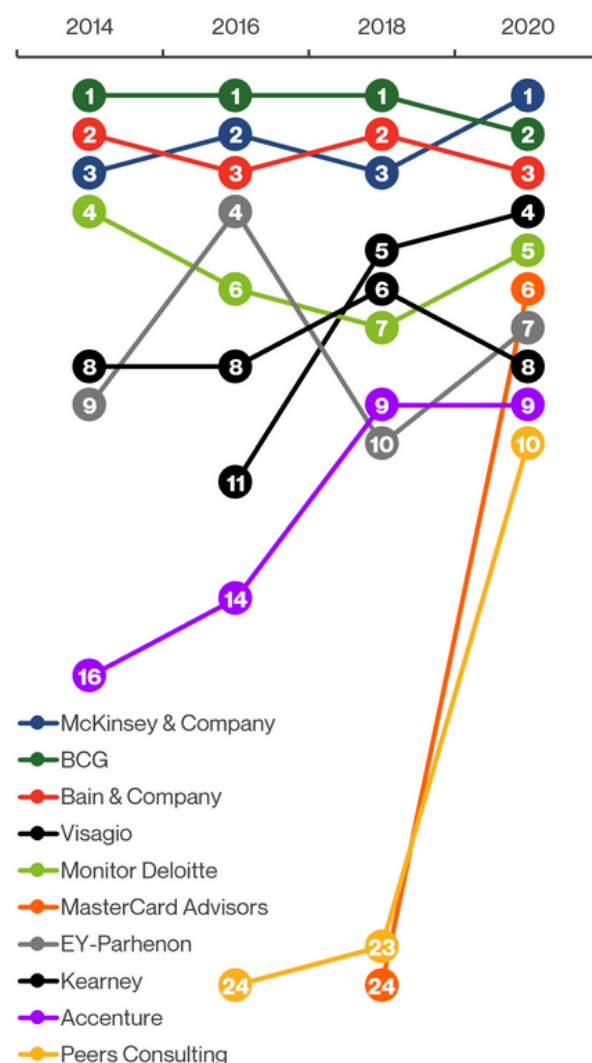 2014 2016 2018 2020
1 1 1 1
2 2 2 2
3 3 3 3
4 4 4
5 5
6 6 6
7 7
8 8 8
9 9 9
10 10
11
14
16
McKinsey & Company
BCG
Bain & Company
Visagio
Monitor Deloitte
MasterCard Advisors
EY-Parhenon
23
Kearney
24 24
Accenture
Peers Consulting